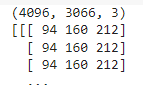 (4096, 3066, 3)
[[[ 94 160 212]
[ 94 160 212]
[ 94 160 212]
...